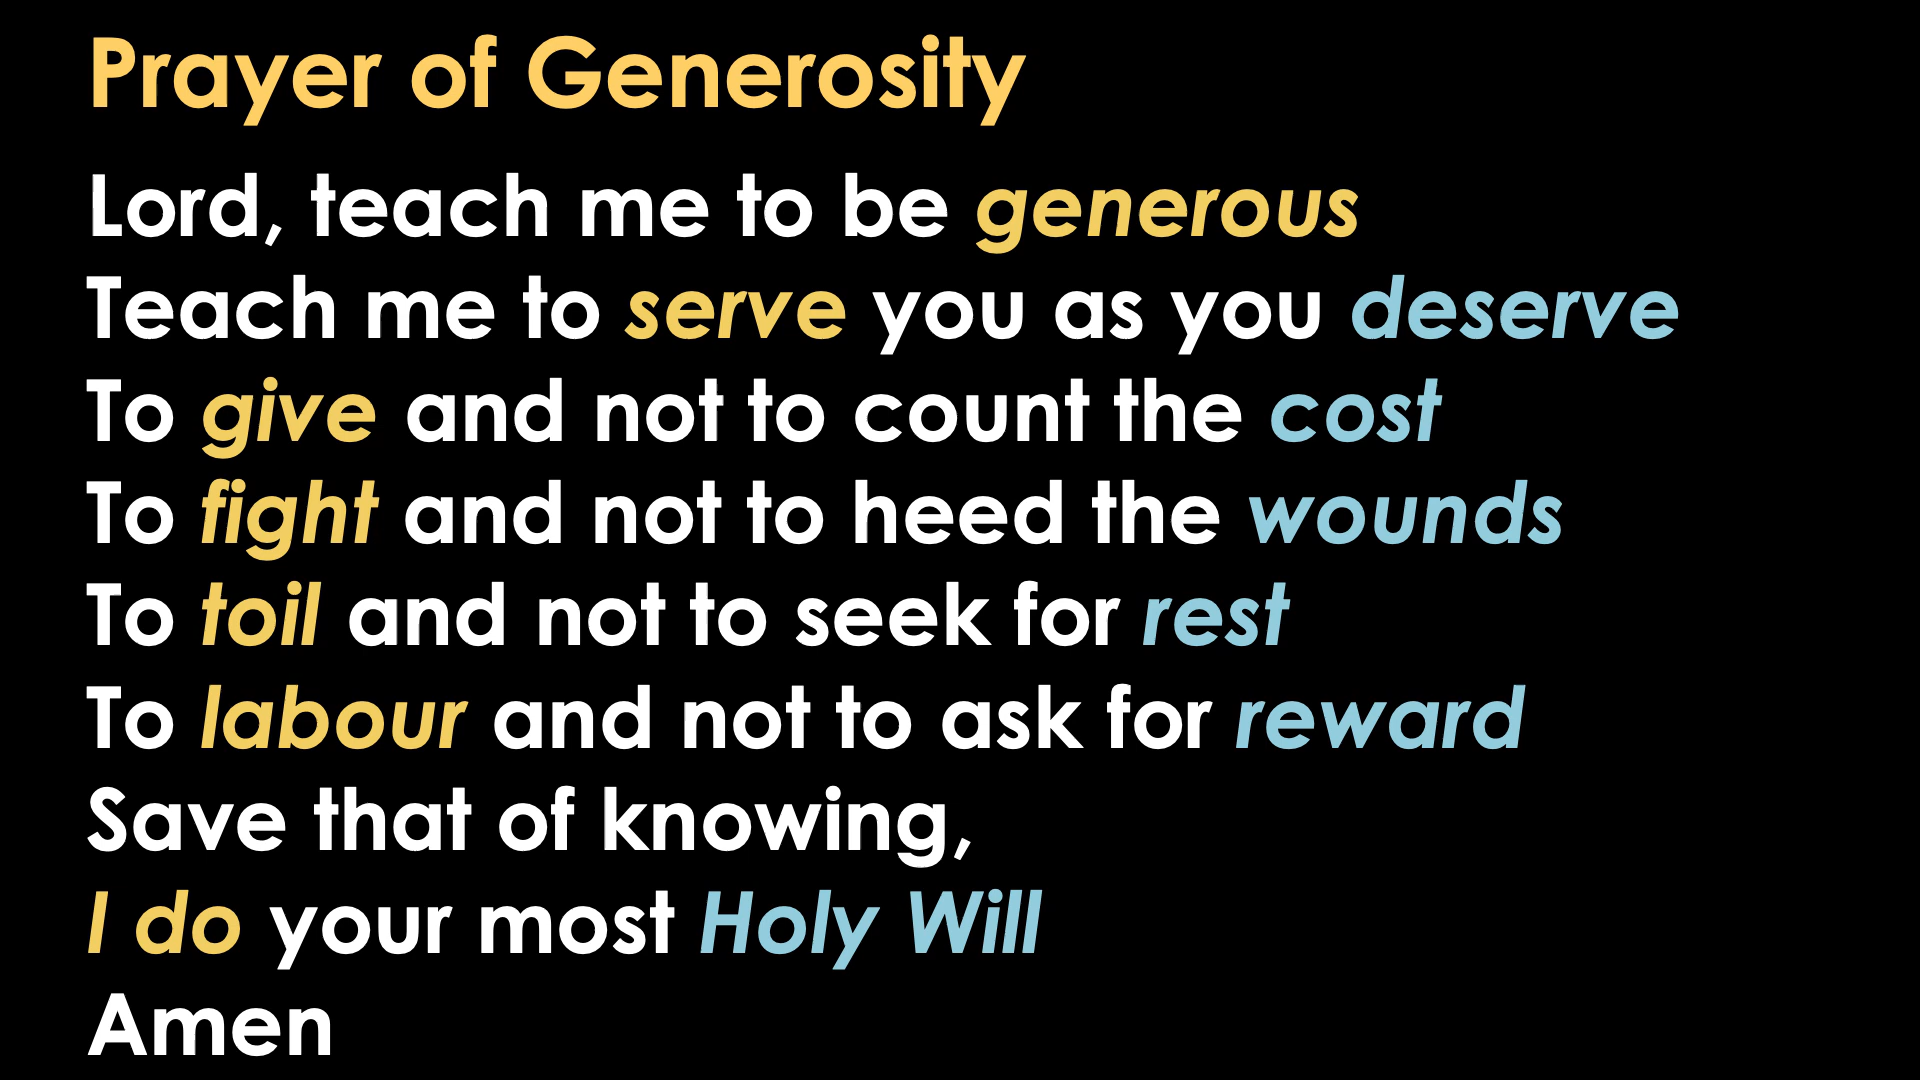 Prayer of Generosity
Lord, teach me to be generous
Teach me to serve you as you deserve
To give and not to count the cost
To fight and not to heed the wounds
To toil and not to seek for rest
To labour and not to ask for reward
Save that of knowing,
I do your most Holy Will
Amen